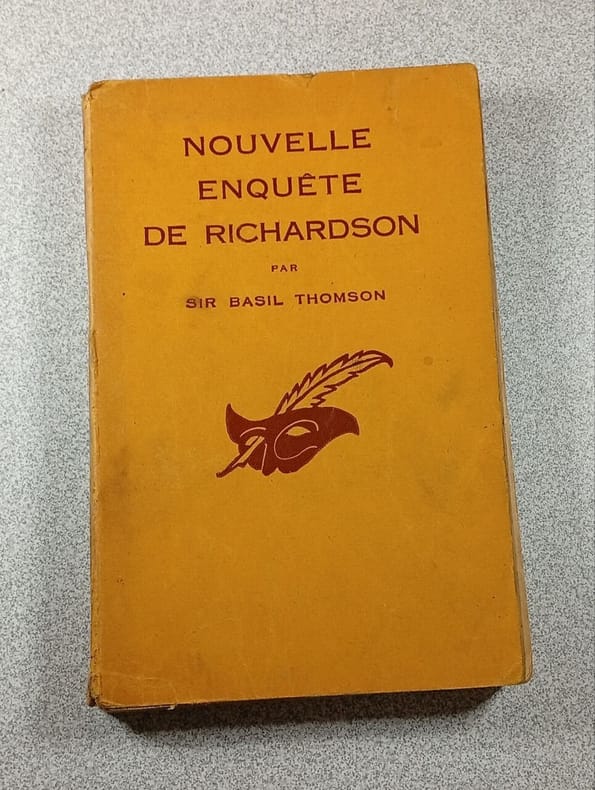 NOUVELLE
ENQUÊTE
DE RICHARDSON
PAR
SIR BASIL THOMSON